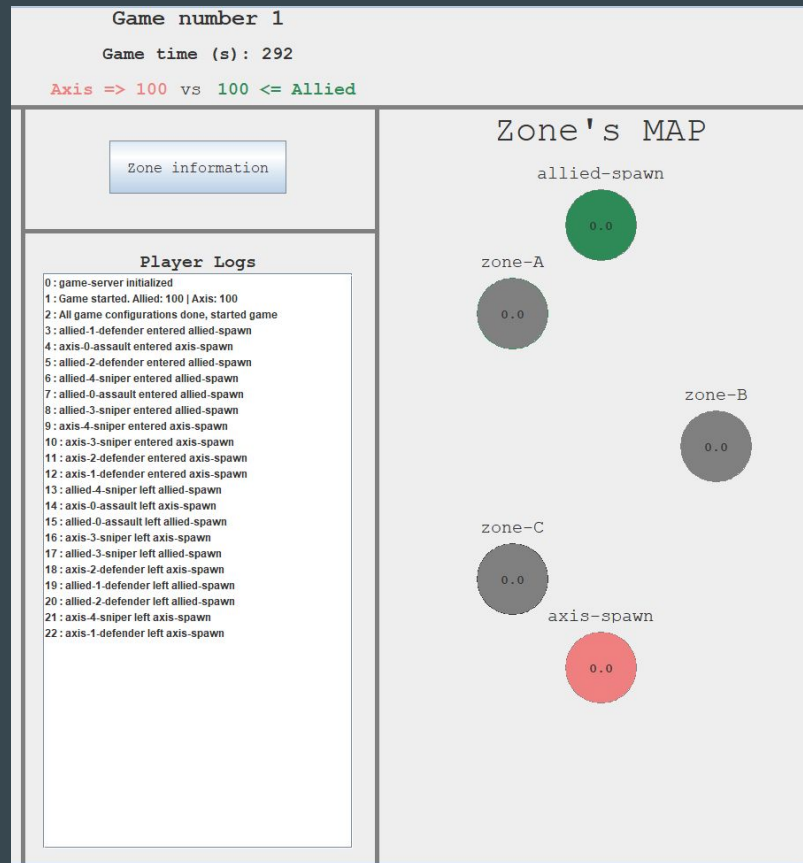 Game number 1
Game time (s): 292
Axis => 100 vs 100 <= Allied
Zone information
Player Logs
0 : game-server initialized
1 : Game started. Allied: 100 | Axis: 100
2 : All game configurations done, started game
3 : allied-1-defender entered allied-spawn
4 : axis-0-assault entered axis-spawn
5 : allied-2-defender entered allied-spawn
6 : allied-4-sniper entered allied-spawn
7 : allied-0-assault entered allied-spawn
8 : allied-3-sniper entered allied-spawn
9 : axis-4-sniper entered axis-spawn
10 : axis-3-sniper entered axis-spawn
11 : axis-2-defender entered axis-spawn
12 : axis-1-defender entered axis-spawn
13 : allied-4-sniper left allied-spawn
14 : axis-0-assault left axis-spawn
15 : allied-0-assault left allied-spawn
16 : axis-3-sniper left axis-spawn
17 : allied-3-sniper left allied-spawn
18 : axis-2-defender left axis-spawn
19 : allied-1-defender left allied-spawn
20 : allied-2-defender left allied-spawn
21 : axis-4-sniper left axis-spawn
22 : axis-1-defender left axis-spawn
Zone's MAP
allied-spawn
0.0
zone-A
0.0
zone-B
0.0
zone-C
0.0
axis-spawn
0.0